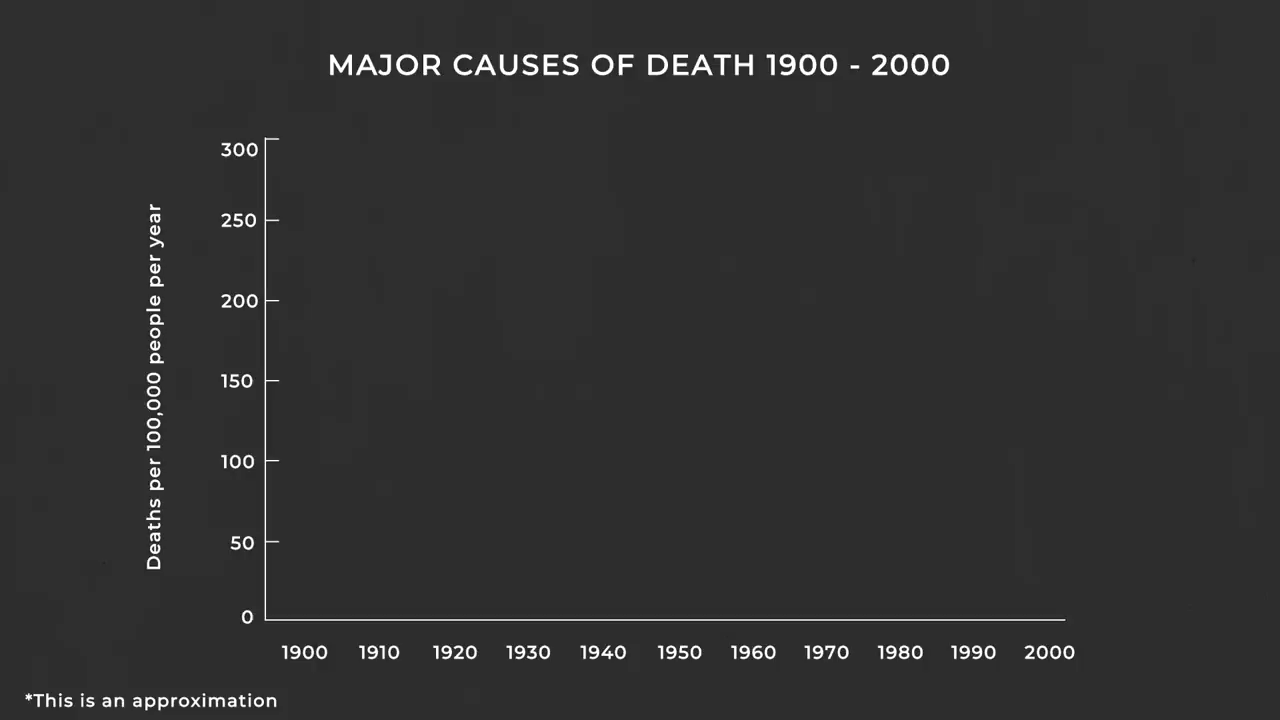 MAJOR CAUSES OF DEATH 1900 - 2000
Deaths per 100,000 people per year
300
250
200
150
100
50
0
1900 1910 1920 1930 1940 1950 1960 1970 1980 1990 2000
*This is an approximation